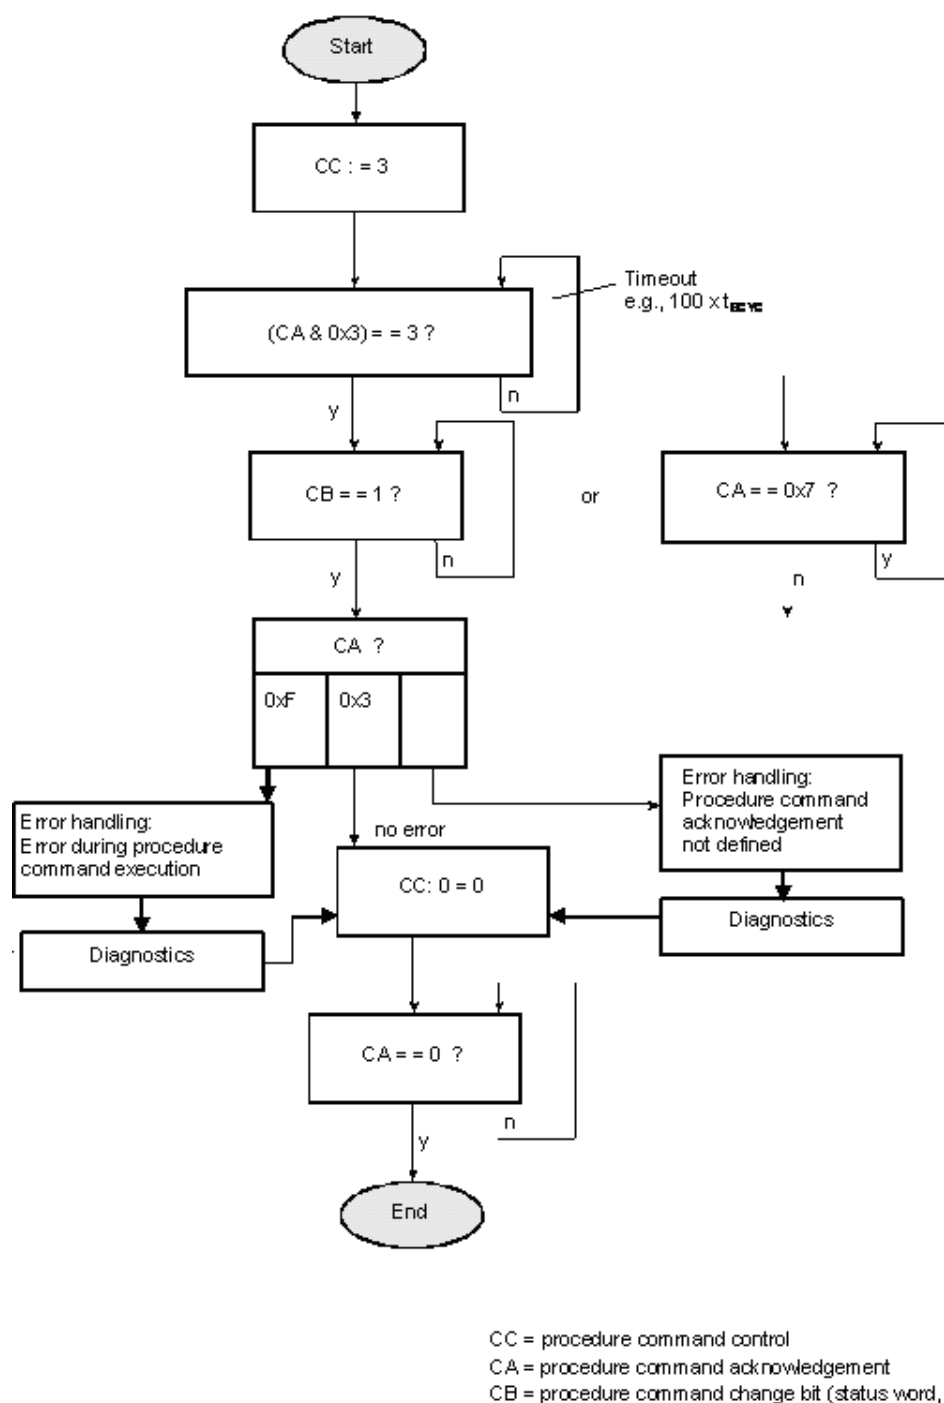 Start
CC : = 3
Timeout
e.g., 100 x t
(CA & 0x3) = = 3 ?
n
y
CB = = 1 ?
or
CA = = 0x7 ?
n
y
y
n
CA ?
0xF
0x3
Error handling:
Procedure command
acknowledgement
not defined
Error handling:
Error during procedure
command execution
no error
CC: 0 = 0
Diagnostics
Diagnostics
CA = = 0 ?
n
y
End
CC = procedure command control
CA = procedure command acknowledgement
CB = procedure command change bit (status word,